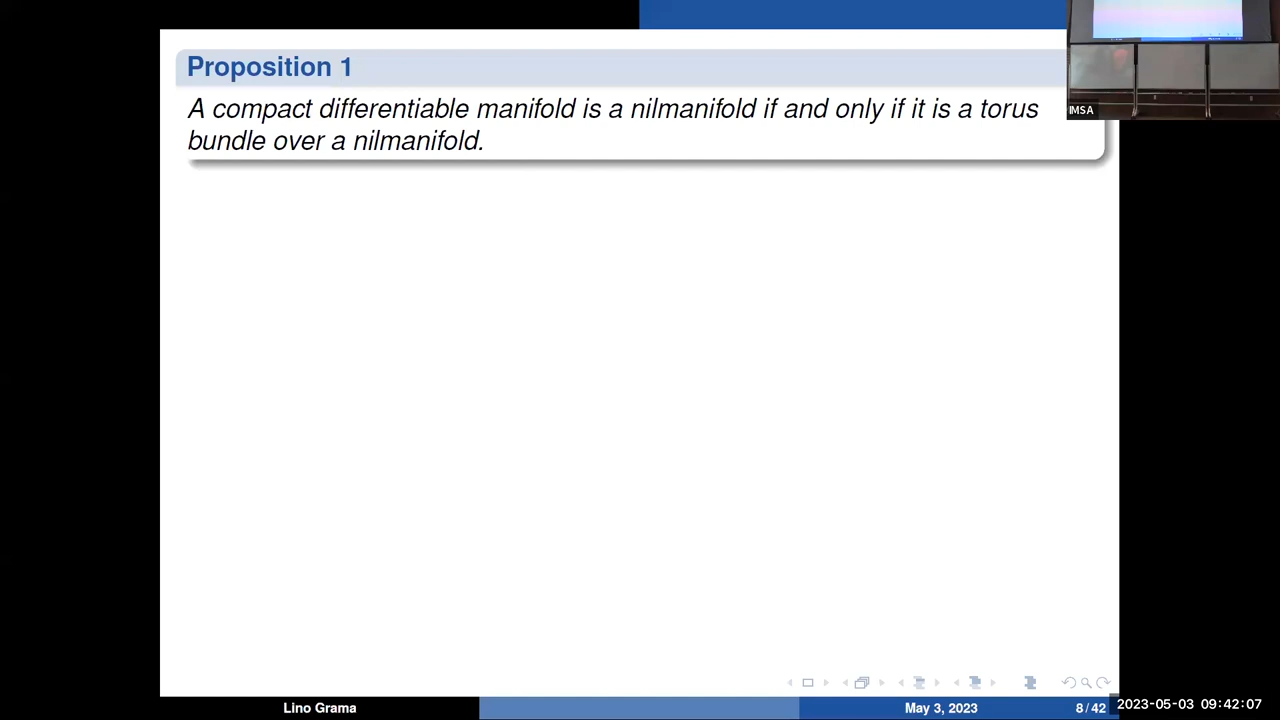 Proposition 1
A compact differentiable manifold is a nilmanifold if and only if it is a torus
bundle over a nilmanifold.
IMSA
Lino Grama
May 3, 2023
8 / 42
2023-05-03 09:42:07